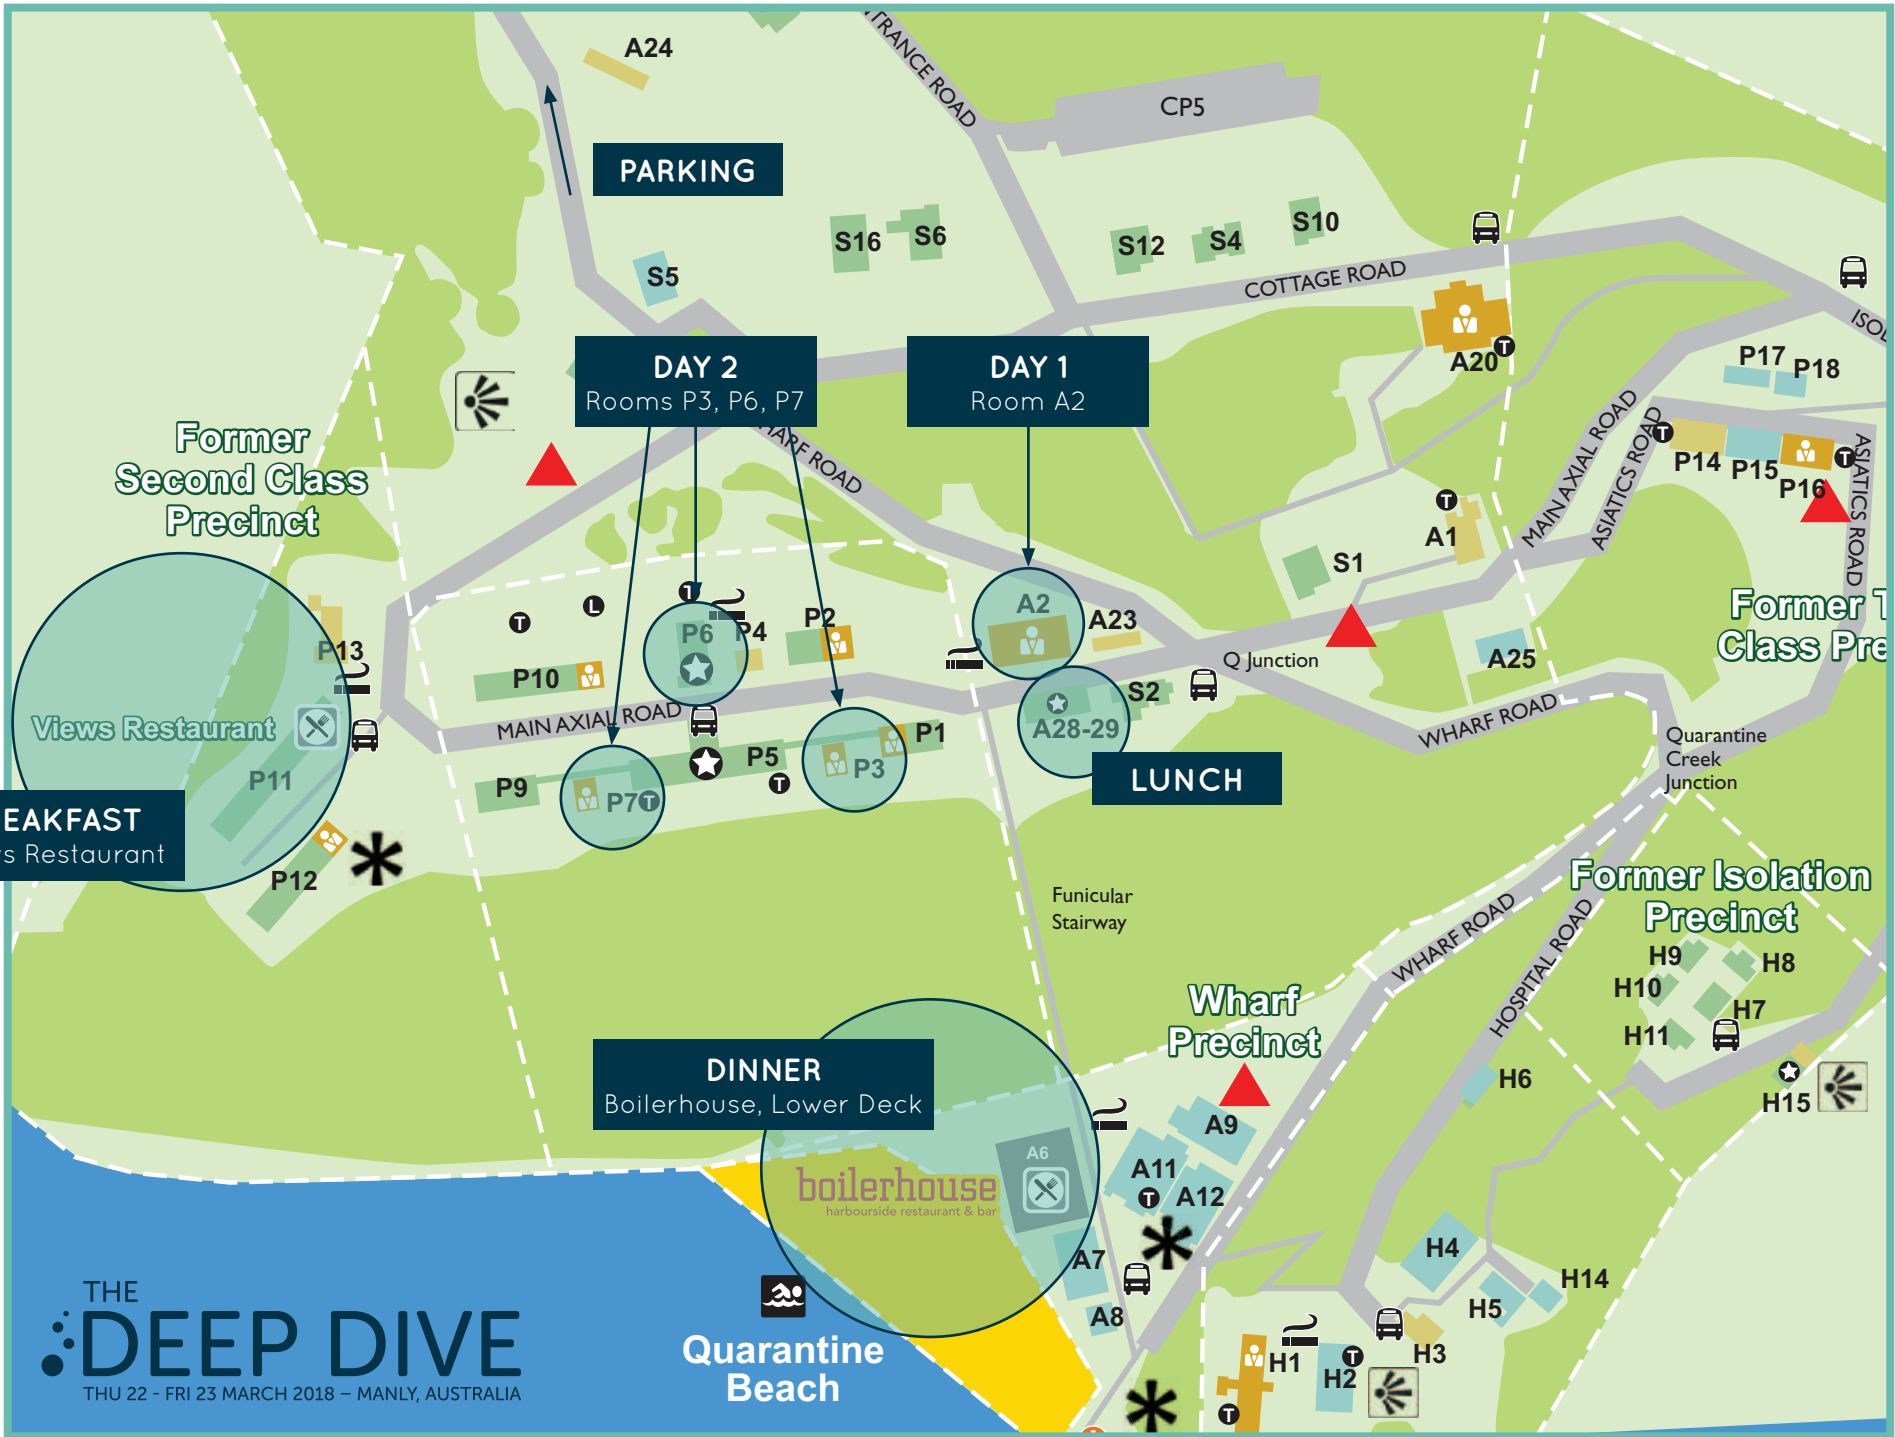 A24
ENTRANCE ROAD
CP5
PARKING
S16
S6
S12
S4
S10
S5
COTTAGE ROAD
DAY 2
Rooms P3, P6, P7
DAY 1
Room A2
A20
T
P17
P18
MAIN AXIAL ROAD
ASIATICS ROAD
T
P14
P15
P16
T
ASIATICS ROAD
WHARF ROAD
Former
Second Class
Precinct
T
A1
S1
T
L
T
P6
P4
P2
A2
A23
P13
P10
Q Junction
A25
Views Restaurant
MAIN AXIAL ROAD
S2
A28-29
WHARF ROAD
Quarantine
Creek
Junction
P11
P9
P7
T
P5
T
P3
P1
LUNCH
EAKFAST
s Restaurant
P12
Funicular
Stairway
WHARF ROAD
HOSPITAL ROAD
Former Isolation
Precinct
H9
H8
H10
H7
H11
H15
Wharf
Precinct
DINNER
Boilerhouse, Lower Deck
H6
A9
A6
boilerhouse
harbourside restaurant & bar
A11
T
A12
A7
A8
H4
H14
H5
H3
H1
H2
T
T
Quarantine
Beach
THE
DEEP DIVE
THU 22 - FRI 23 MARCH 2018 – MANLY, AUSTRALIA